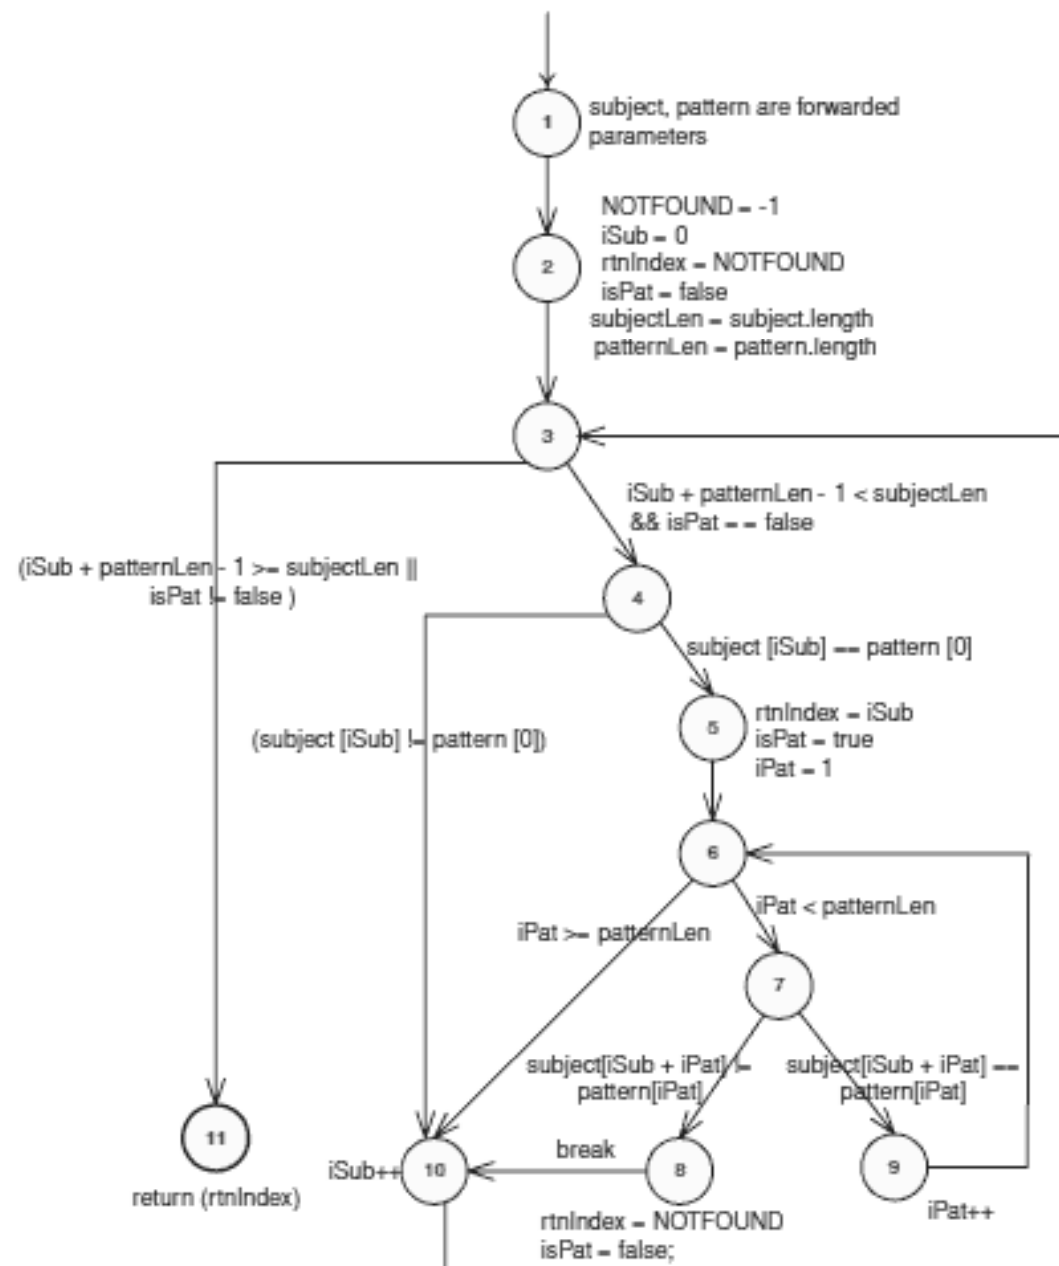 1
subject, pattern are forwarded
parameters
NOTFOUND = -1
iSub = 0
2
rtnIndex = NOTFOUND
isPat = false
subjectLen = subject.length
patternLen = pattern.length
3
iSub + patternLen - 1 < subjectLen
&& isPat == false
(iSub + patternLen - 1 >= subjectLen ||
isPat != false )
4
subject [iSub] == pattern [0]
(subject [iSub] != pattern [0])
5
rtnIndex = iSub
isPat = true
iPat = 1
6
iPat < patternLen
iPat >= patternLen
7
subject[iSub + iPat] !=
pattern[iPat]
subject[iSub + iPat] ==
pattern[iPat]
11
return (rtnIndex)
iSub++
10
break
8
rtnIndex = NOTFOUND
isPat = false;
9
iPat++